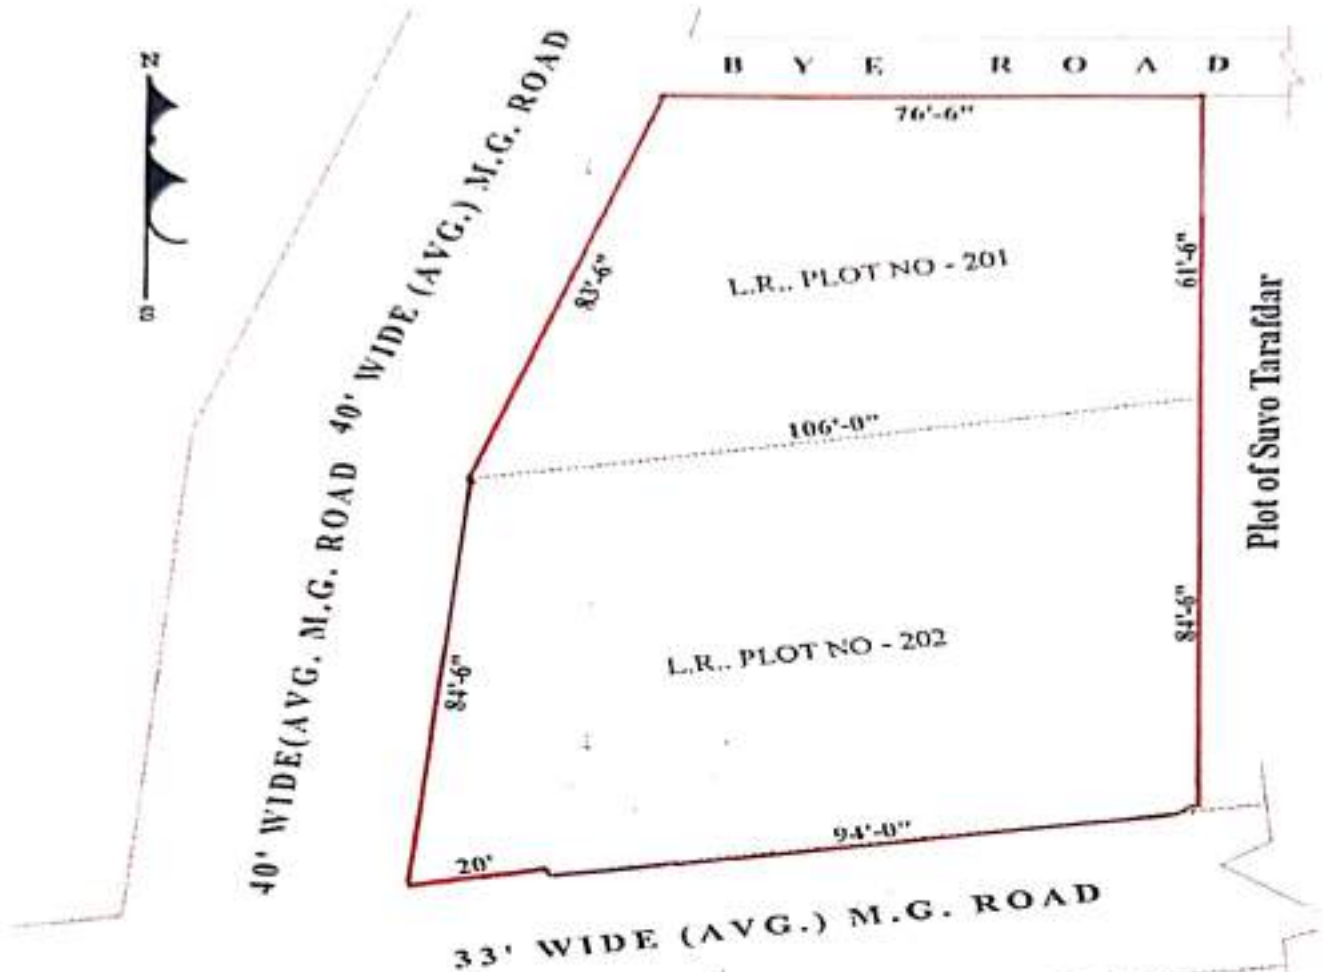 B Y E R O A D
76'-6"
N
40' WIDE (AVG.) M.G. ROAD
83'-6"
L.R.. PLOT NO - 201
61'-6"
106'-0"
Plot of Suvo Tarafdar
40' WIDE(AVG. M.G. ROAD
84'-6"
L.R.. PLOT NO - 202
84'-6"
20'
94'-0"
33' WIDE (AVG.) M.G. ROAD